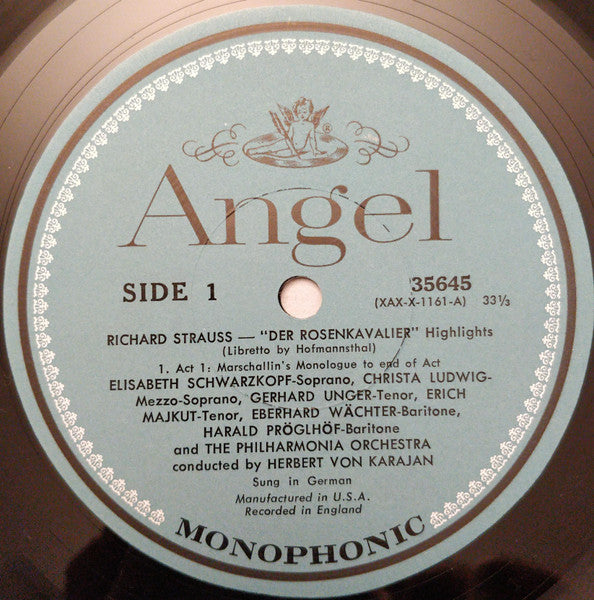 ®
Angel
SIDE 1
35645
(XAX-X-1161-A) 33⅓
RICHARD STRAUSS — "DER ROSENKAVALIER" Highlights
(Libretto by Hofmannsthal)
1. Act 1: Marschallin's Monologue to end of Act
ELISABETH SCHWARZKOPF-Soprano, CHRISTA LUDWIG-
Mezzo-Soprano, GERHARD UNGER-Tenor, ERICH
MAJKUT-Tenor, EBERHARD WÄCHTER-Baritone,
HARALD PRÖGLHÖF-Baritone
and THE PHILHARMONIA ORCHESTRA
conducted by HERBERT VON KARAJAN
Sung in German
Manufactured in U.S.A.
Recorded in England
MONOPHONIC